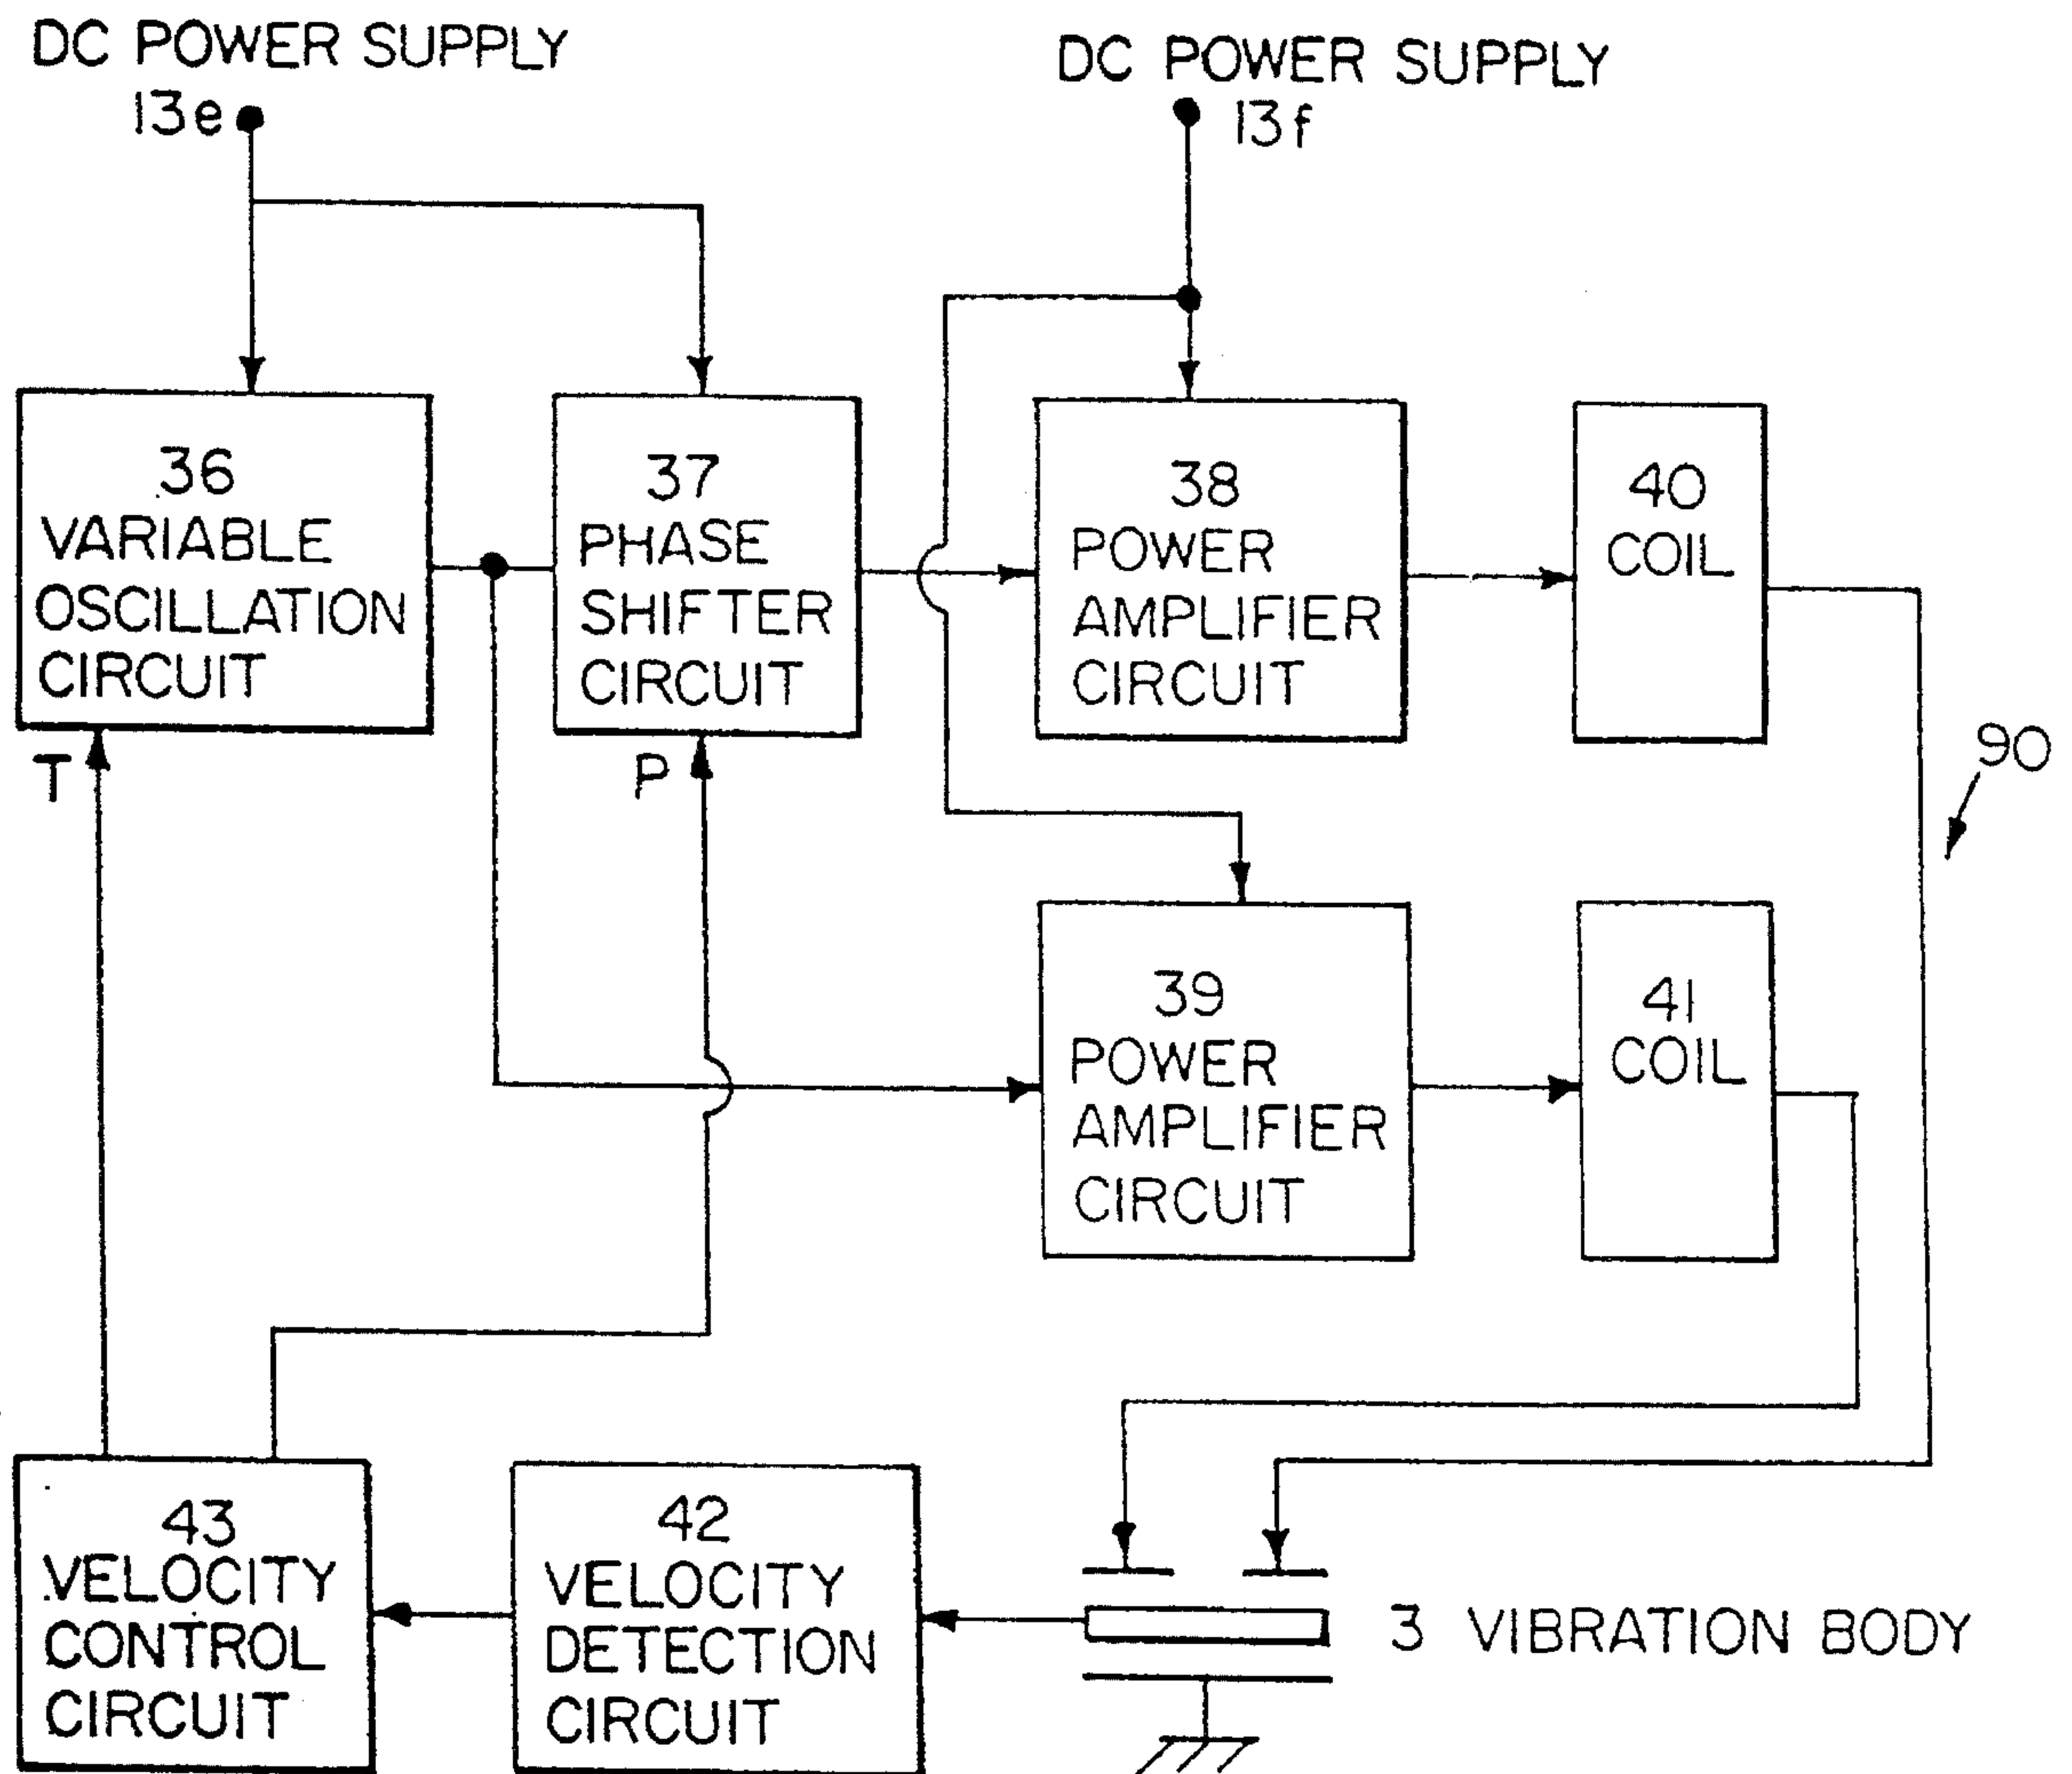 DC POWER SUPPLY
13e
DC POWER SUPPLY
13f
36
VARIABLE
OSCILLATION
CIRCUIT
37
PHASE
SHIFTER
CIRCUIT
38
POWER
AMPLIFIER
CIRCUIT
40
COIL
T
P
90
39
POWER
AMPLIFIER
CIRCUIT
41
COIL
43
VELOCITY
CONTROL
CIRCUIT
42
VELOCITY
DETECTION
CIRCUIT
3 VIBRATION BODY